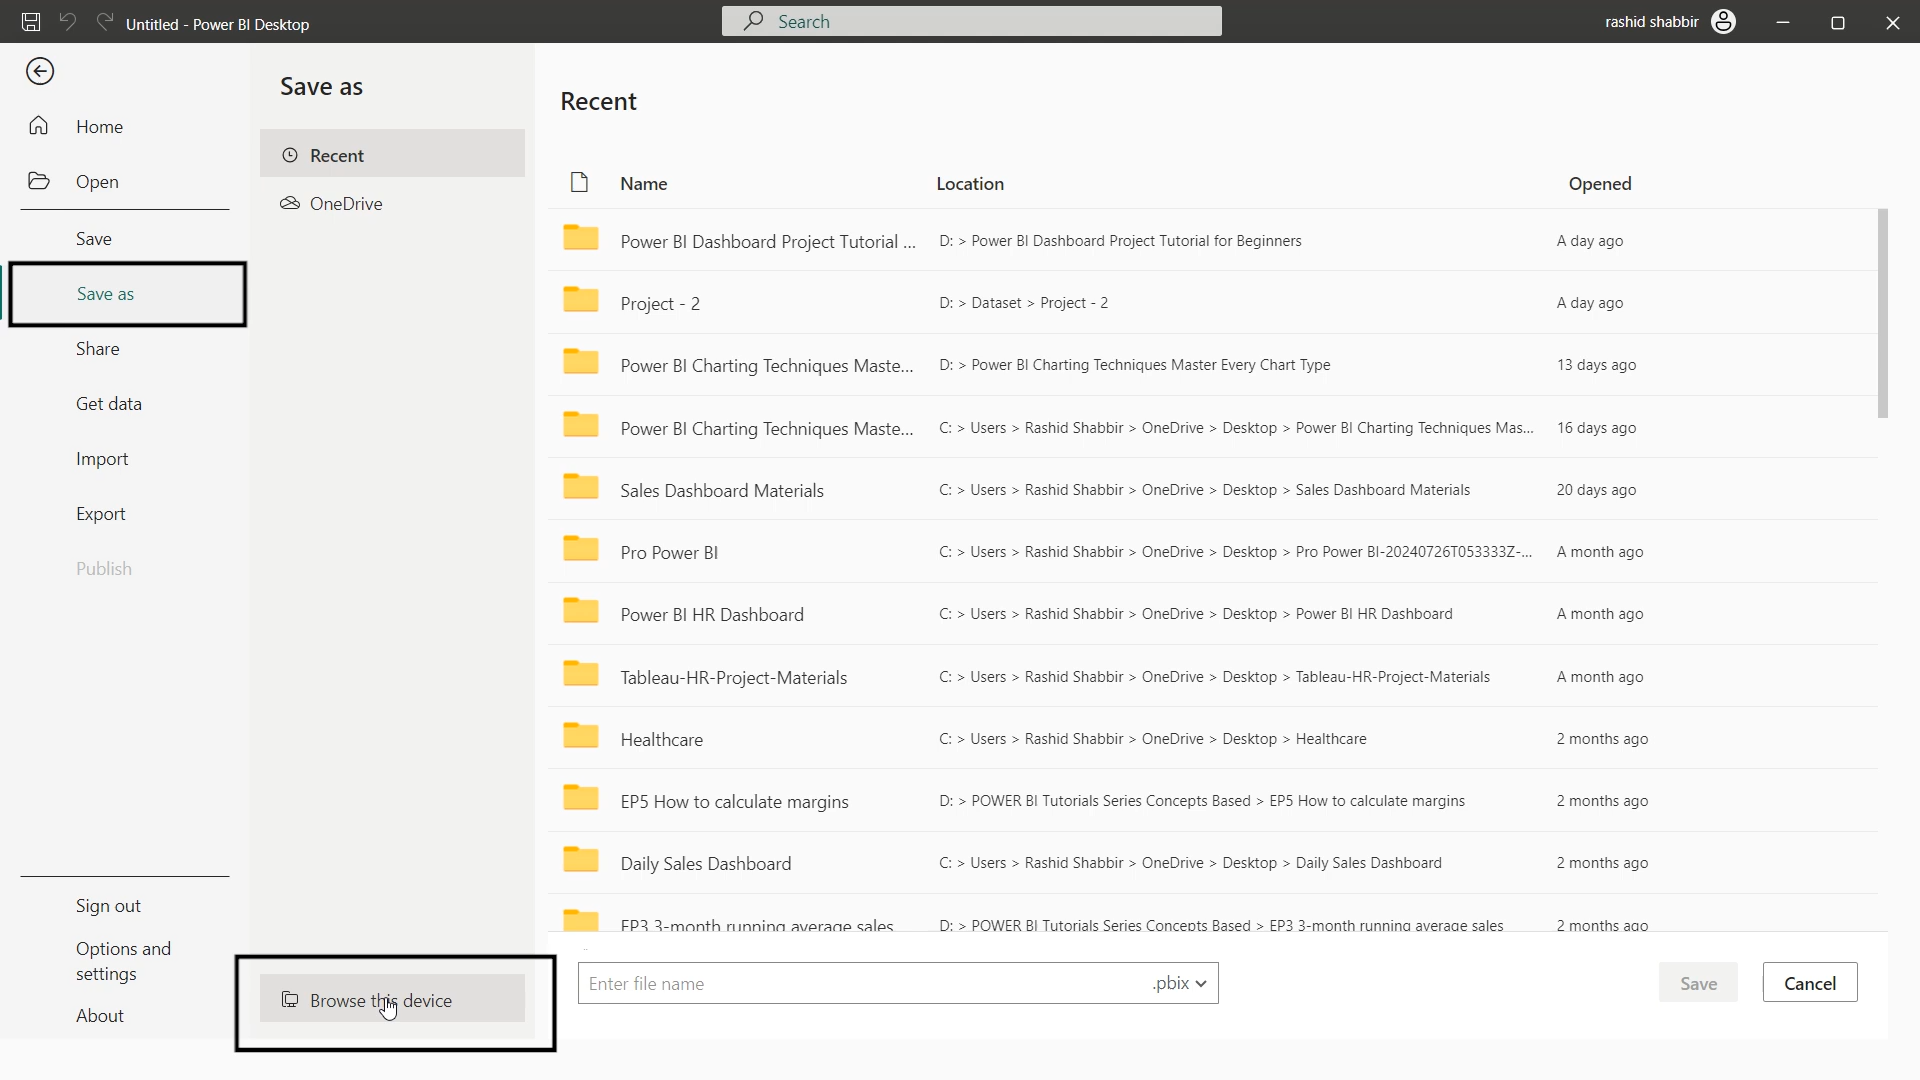 Untitled - Power BI Desktop
Search
rashid shabbir
Home
Open
Save
Save as
Share
Get data
Import
Export
Publish
Sign out
Options and
settings
About
Save as
Recent
OneDrive
Browse this device
Recent
Name Location Opened
Power BI Dashboard Project Tutorial ... D: > Power BI Dashboard Project Tutorial for Beginners A day ago
Project - 2 D: > Dataset > Project - 2 A day ago
Power BI Charting Techniques Maste... D: > Power BI Charting Techniques Master Every Chart Type 13 days ago
Power BI Charting Techniques Maste... C: > Users > Rashid Shabbir > OneDrive > Desktop > Power BI Charting Techniques Mas... 16 days ago
Sales Dashboard Materials C: > Users > Rashid Shabbir > OneDrive > Desktop > Sales Dashboard Materials 20 days ago
Pro Power BI C: > Users > Rashid Shabbir > OneDrive > Desktop > Pro Power BI-20240726T053333Z-... A month ago
Power BI HR Dashboard C: > Users > Rashid Shabbir > OneDrive > Desktop > Power BI HR Dashboard A month ago
Tableau-HR-Project-Materials C: > Users > Rashid Shabbir > OneDrive > Desktop > Tableau-HR-Project-Materials A month ago
Healthcare C: > Users > Rashid Shabbir > OneDrive > Desktop > Healthcare 2 months ago
EP5 How to calculate margins D: > POWER BI Tutorials Series Concepts Based > EP5 How to calculate margins 2 months ago
Daily Sales Dashboard C: > Users > Rashid Shabbir > OneDrive > Desktop > Daily Sales Dashboard 2 months ago
EP3 3-month running average sales D: > POWER BI Tutorials Series Concepts Based > EP3 3-month running average sales 2 months ago
Enter file name .pbix
Save
Cancel